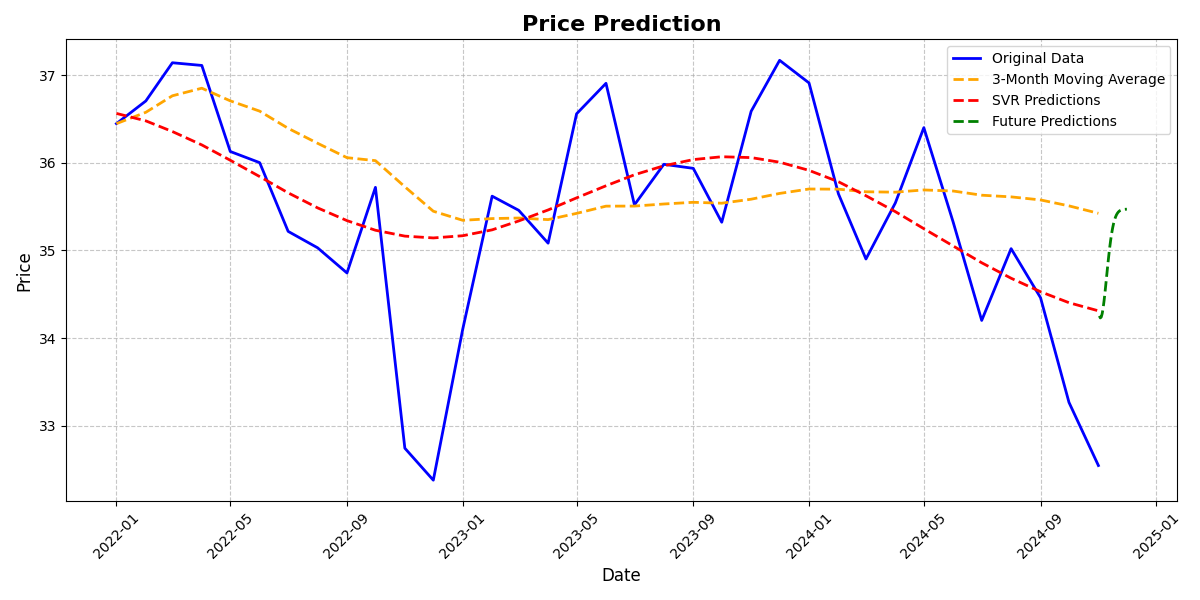 Price Prediction
Original Data
3-Month Moving Average
SVR Predictions
Future Predictions
Price
37
36
35
34
33
2022-01
2022-05
2022-09
2023-01
2023-05
2023-09
2024-01
2024-05
2024-09
2025-01
Date